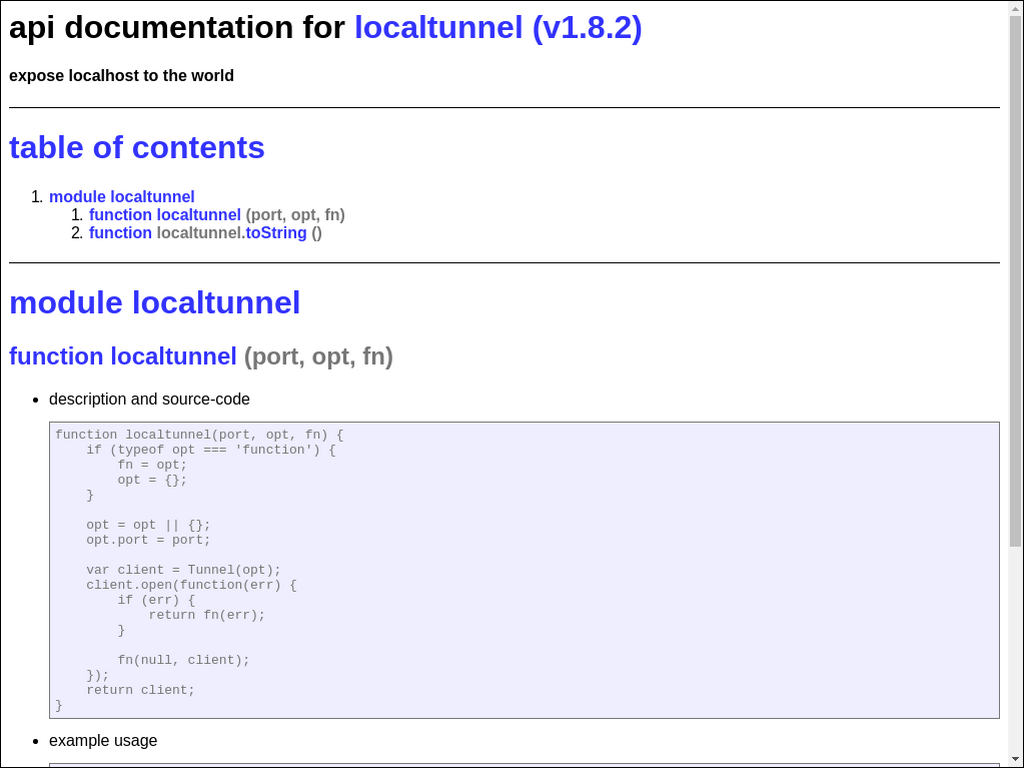 api documentation for localtunnel (v1.8.2)
expose localhost to the world
table of contents
1. module localtunnel
1. function localtunnel (port, opt, fn)
2. function localtunnel.toString ()
module localtunnel
function localtunnel (port, opt, fn)
• description and source-code
function localtunnel(port, opt, fn) {
    if (typeof opt === 'function') {
        fn = opt;
        opt = {};
    }

    opt = opt || {};
    opt.port = port;

    var client = Tunnel(opt);
    client.open(function(err) {
        if (err) {
            return fn(err);
        }

        fn(null, client);
    });
    return client;
}
• example usage